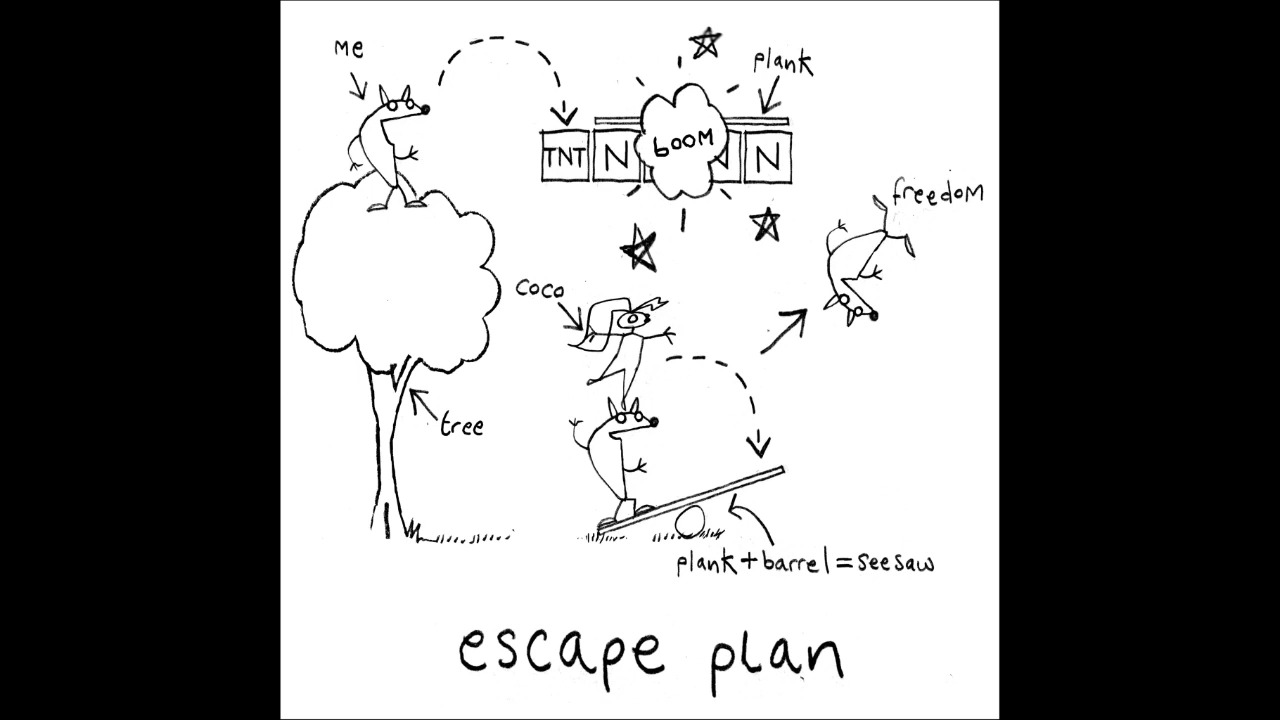 me
plank
TNT N boom N N
freedom
coco
tree
plank+barrel=seesaw
escape plan